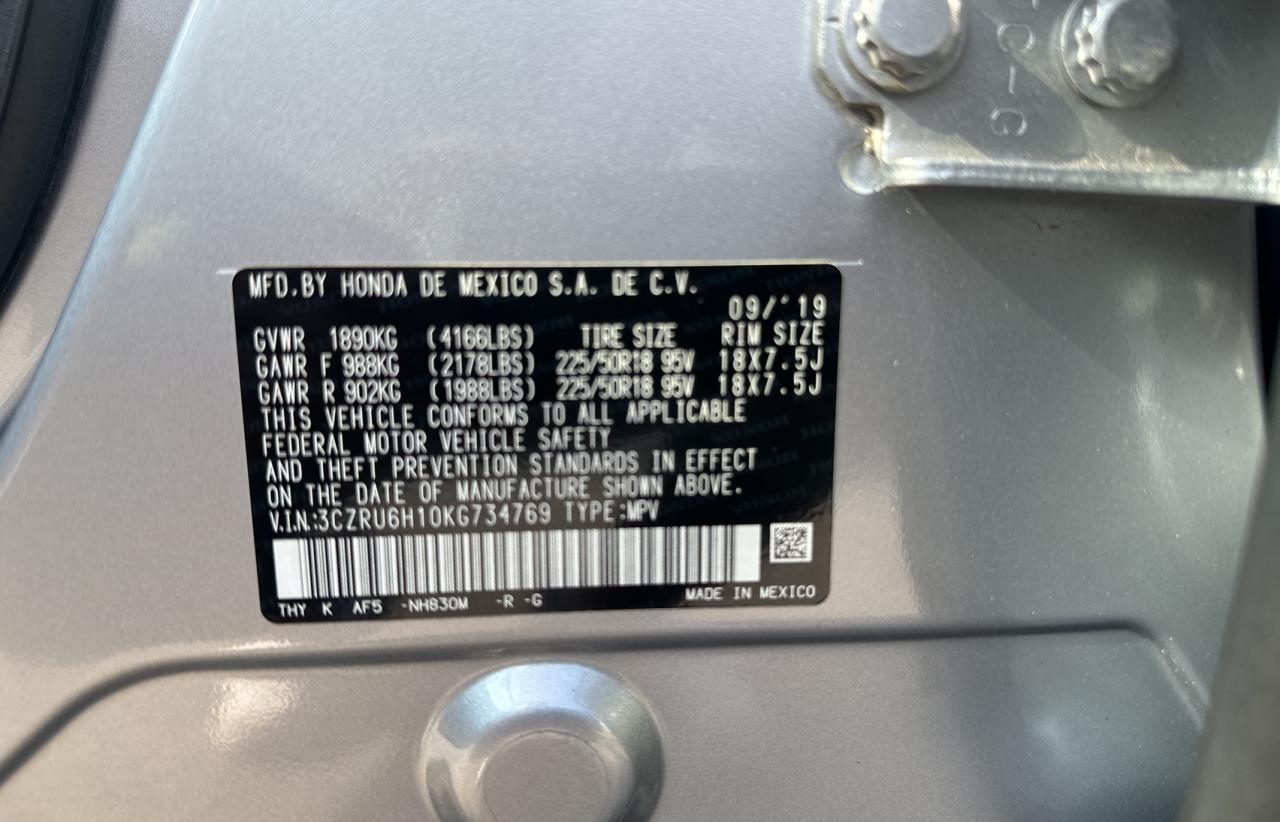 O-G
MFD.BY HONDA DE MEXICO S.A. DE C.V.
09/'19
GVWR 1890KG (4166LBS) TIRE SIZE RIM SIZE
GAWR F 988KG (2178LBS) 225/50R18 95V 18X7.5J
GAWR R 902KG (1988LBS) 225/50R18 95V 18X7.5J
THIS VEHICLE CONFORMS TO ALL APPLICABLE
FEDERAL MOTOR VEHICLE SAFETY
AND THEFT PREVENTION STANDARDS IN EFFECT
ON THE DATE OF MANUFACTURE SHOWN ABOVE.
V.I.N:3CZRU6H10KG734769 TYPE:MPV
THY K AF5 -NH830M -R -G MADE IN MEXICO